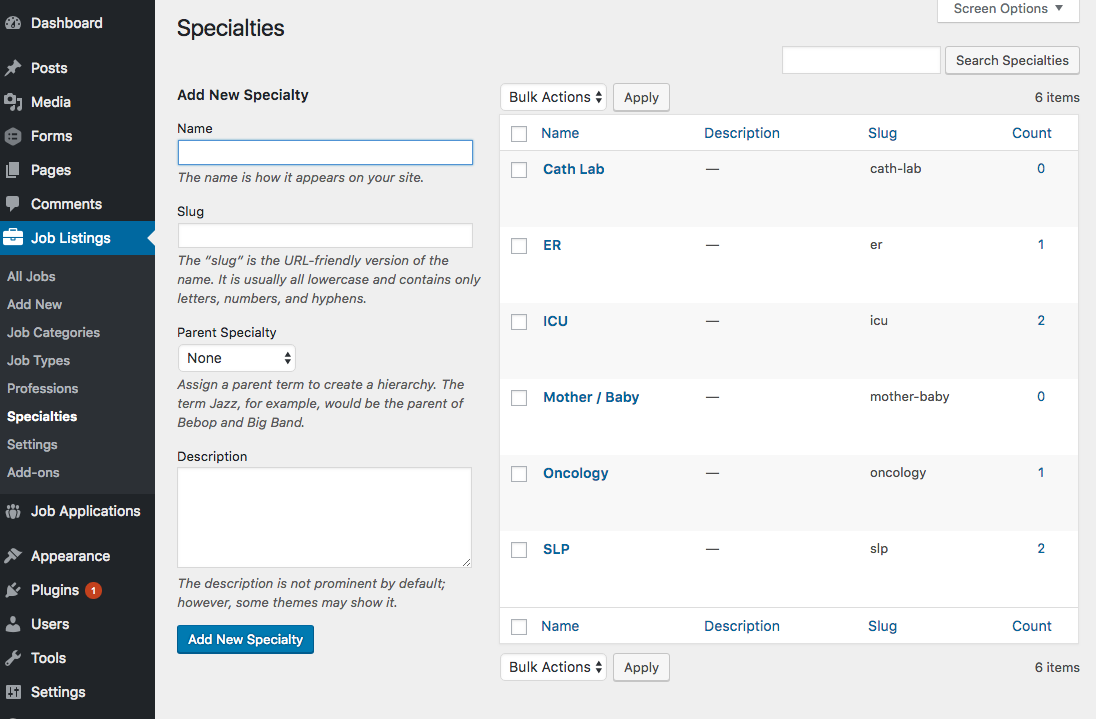 Dashboard
Posts
Media
Forms
Pages
Comments
Job Listings
All Jobs
Add New
Job Categories
Job Types
Professions
Specialties
Settings
Add-ons
Job Applications
Appearance
Plugins 1
Users
Tools
Settings
Screen Options
Specialties
Search Specialties
Add New Specialty
Name
The name is how it appears on your site.
Slug
The “slug” is the URL-friendly version of the
name. It is usually all lowercase and contains only
letters, numbers, and hyphens.
Parent Specialty
None
Assign a parent term to create a hierarchy. The
term Jazz, for example, would be the parent of
Bebop and Big Band.
Description
The description is not prominent by default;
however, some themes may show it.
Add New Specialty
Bulk Actions Apply 6 items
Name Description Slug Count
Cath Lab — cath-lab 0
ER — er 1
ICU — icu 2
Mother / Baby — mother-baby 0
Oncology — oncology 1
SLP — slp 2
Name Description Slug Count
Bulk Actions Apply 6 items